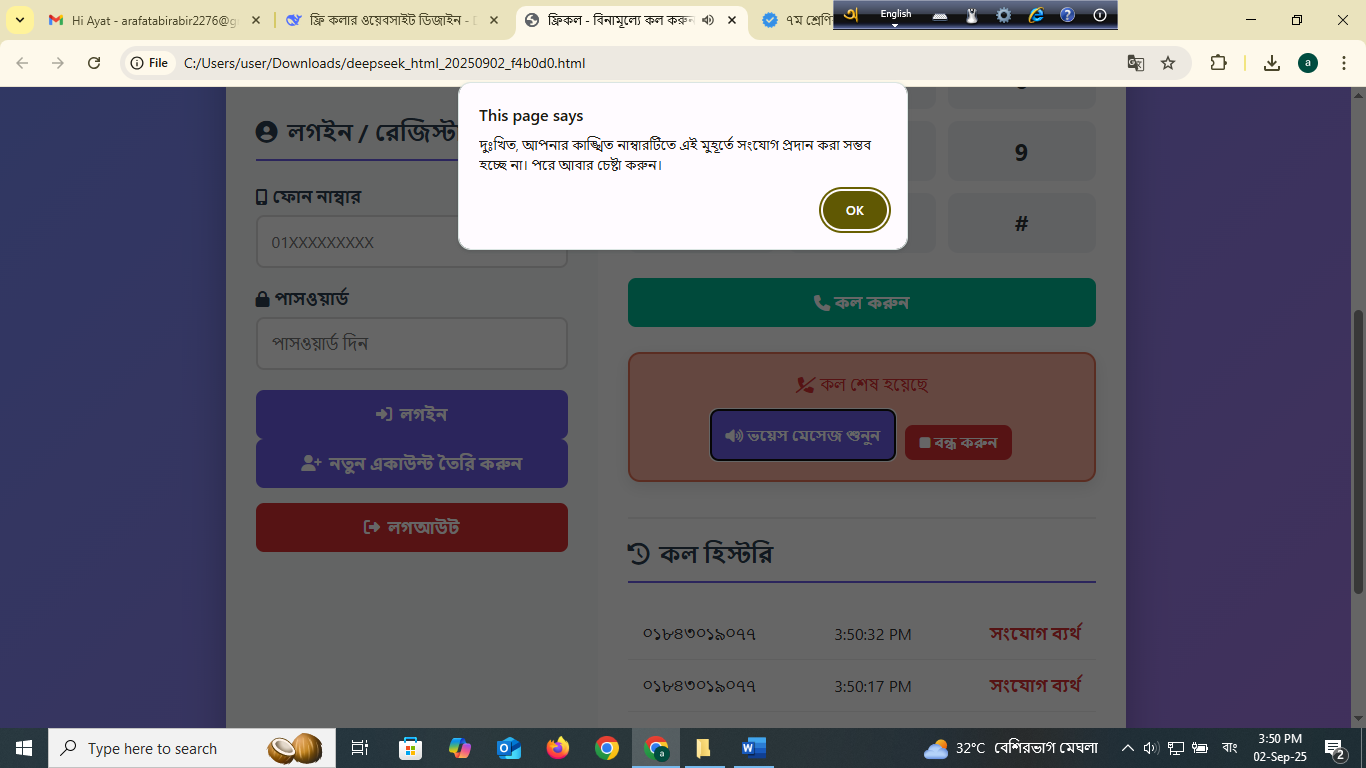 Hi Ayat - arafatabirabir2276@g
ফ্রি কলার ওয়েবসাইট ডিজাইন - D
ফ্রিকল - বিনামূল্যে কল করুন
৭ম শ্রেণি
English
File
C:/Users/user/Downloads/deepseek_html_20250902_f4b0d0.html
a
This page says
দুঃখিত, আপনার কাঙ্খিত নাম্বারটিতে এই মুহূর্তে সংযোগ প্রদান করা সম্ভব
হচ্ছে না। পরে আবার চেষ্টা করুন।
OK
লগইন / রেজিস্ট
ফোন নাম্বার
01XXXXXXXXX
পাসওয়ার্ড
পাসওয়ার্ড দিন
লগইন
নতুন একাউন্ট তৈরি করুন
লগআউট
9
#
কল করুন
কল শেষ হয়েছে
ভয়েস মেসেজ শুনুন
বন্ধ করুন
কল হিস্টরি
০১৮৪৩০১৯০৭৭ 3:50:32 PM সংযোগ ব্যর্থ
০১৮৪৩০১৯০৭৭ 3:50:17 PM সংযোগ ব্যর্থ
Type here to search
32°C বেশিরভাগ মেঘলা
বাং
3:50 PM
02-Sep-25
2